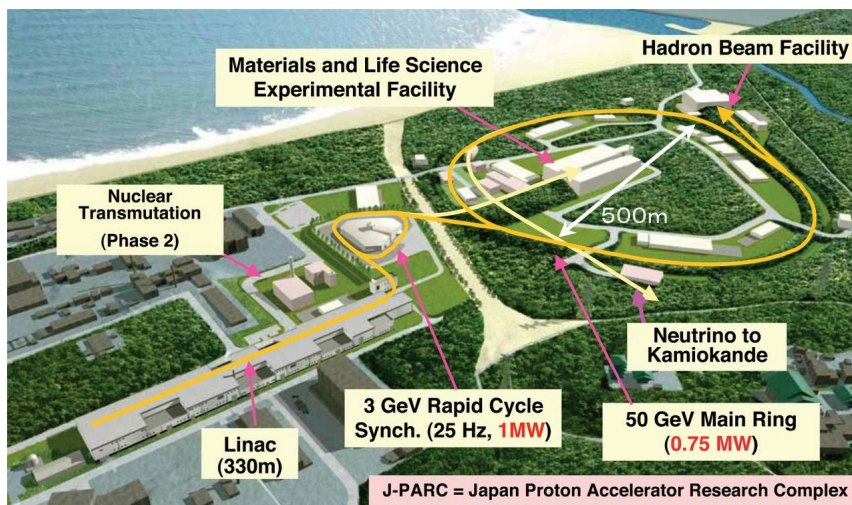 Hadron Beam Facility
Materials and Life Science
Experimental Facility
Nuclear
Transmutation
(Phase 2)
500m
Neutrino to
Kamiokande
3 GeV Rapid Cycle
Synch. (25 Hz, 1MW)
50 GeV Main Ring
(0.75 MW)
Linac
(330m)
J-PARC = Japan Proton Accelerator Research Complex